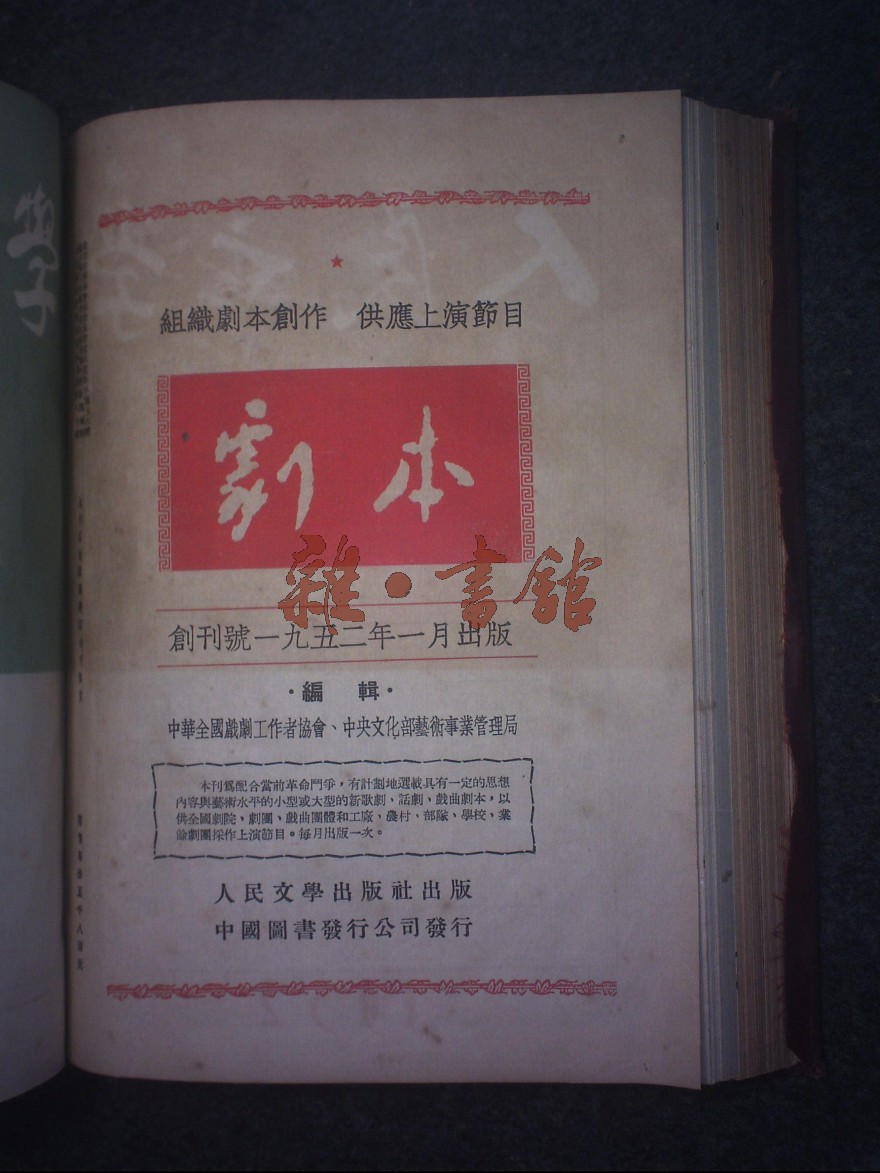 組織劇本創作　供應上演節目
劇本
創刊號一九五二年一月出版
·編　輯·
中華全國戲劇工作者協會、中央文化部藝術事業管理局
本刊爲配合當前革命鬥爭，有計劃地選載具有一定的思想
內容與藝術水平的小型或大型的新歌劇、話劇、戲曲劇本，以
供全國劇院、劇團、戲曲團體和工廠、農村、部隊、學校、業
餘劇團採作上演節目。每月出版一次。
人民文學出版社出版
中國圖書發行公司發行
雜·書館